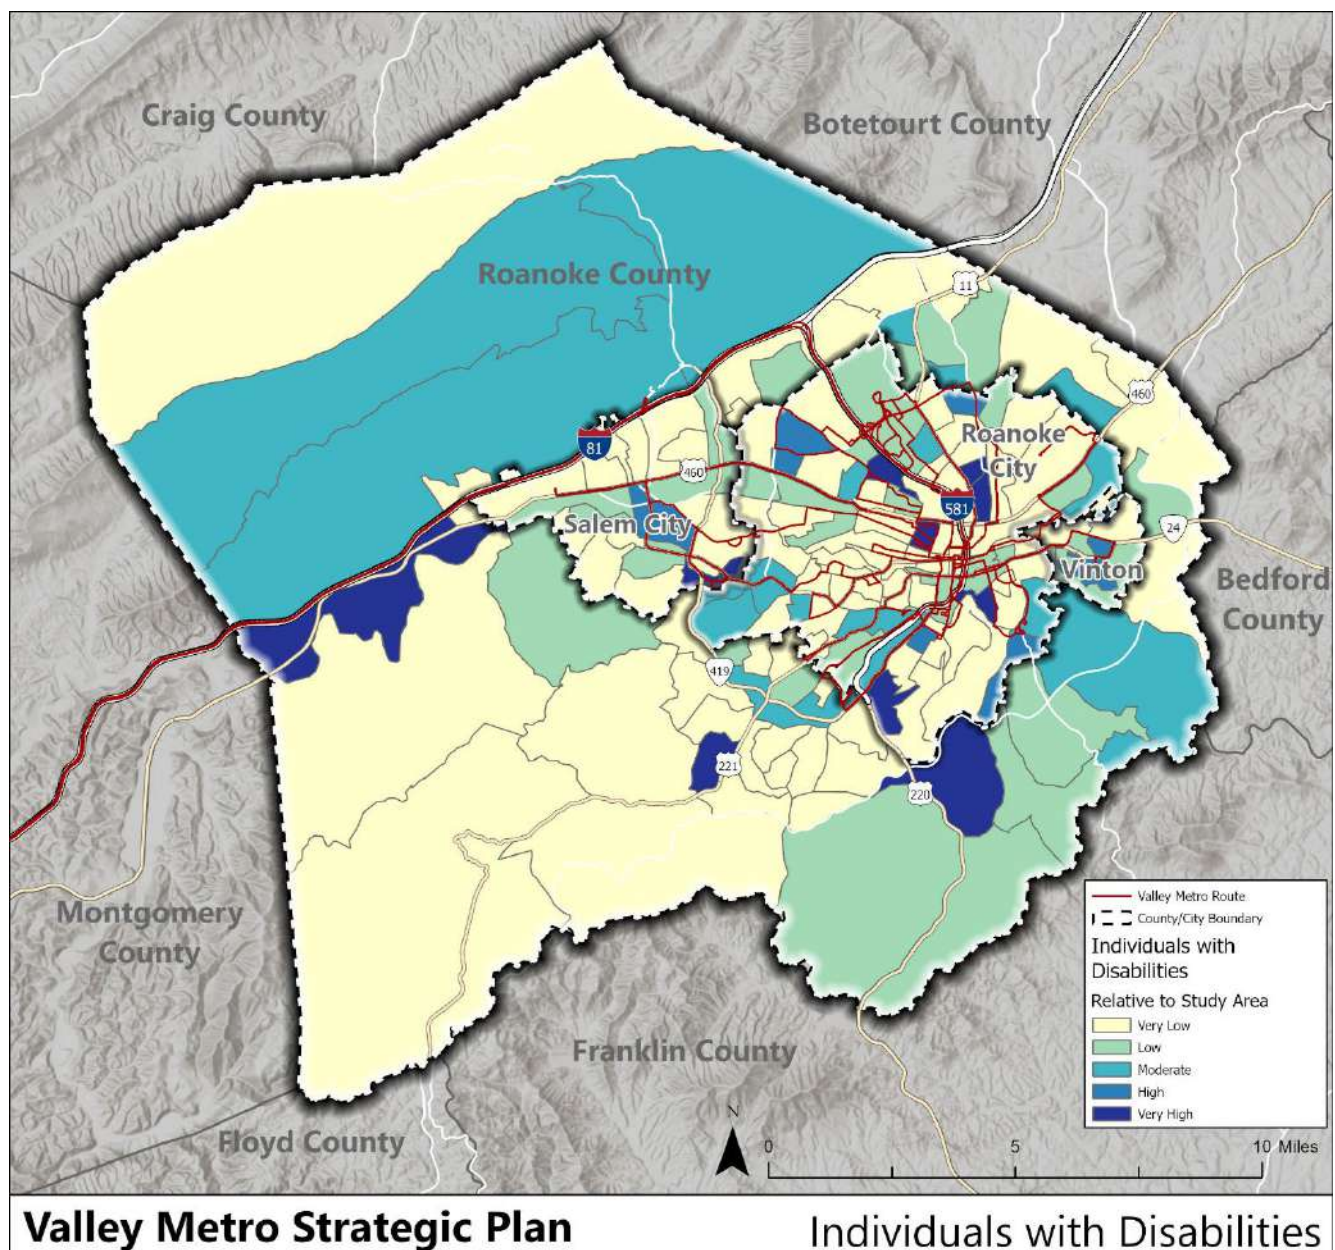 Craig County
Botetourt County
Roanoke County
11
460
81
460
Roanoke
City
581
Salem City
24
Vinton
Bedford
County
419
221
220
Montgomery
County
Franklin County
Floyd County
Valley Metro Route
County/City Boundary
Individuals with
Disabilities
Relative to Study Area
Very Low
Low
Moderate
High
Very High
N
0 5 10 Miles
Valley Metro Strategic Plan
Individuals with Disabilities